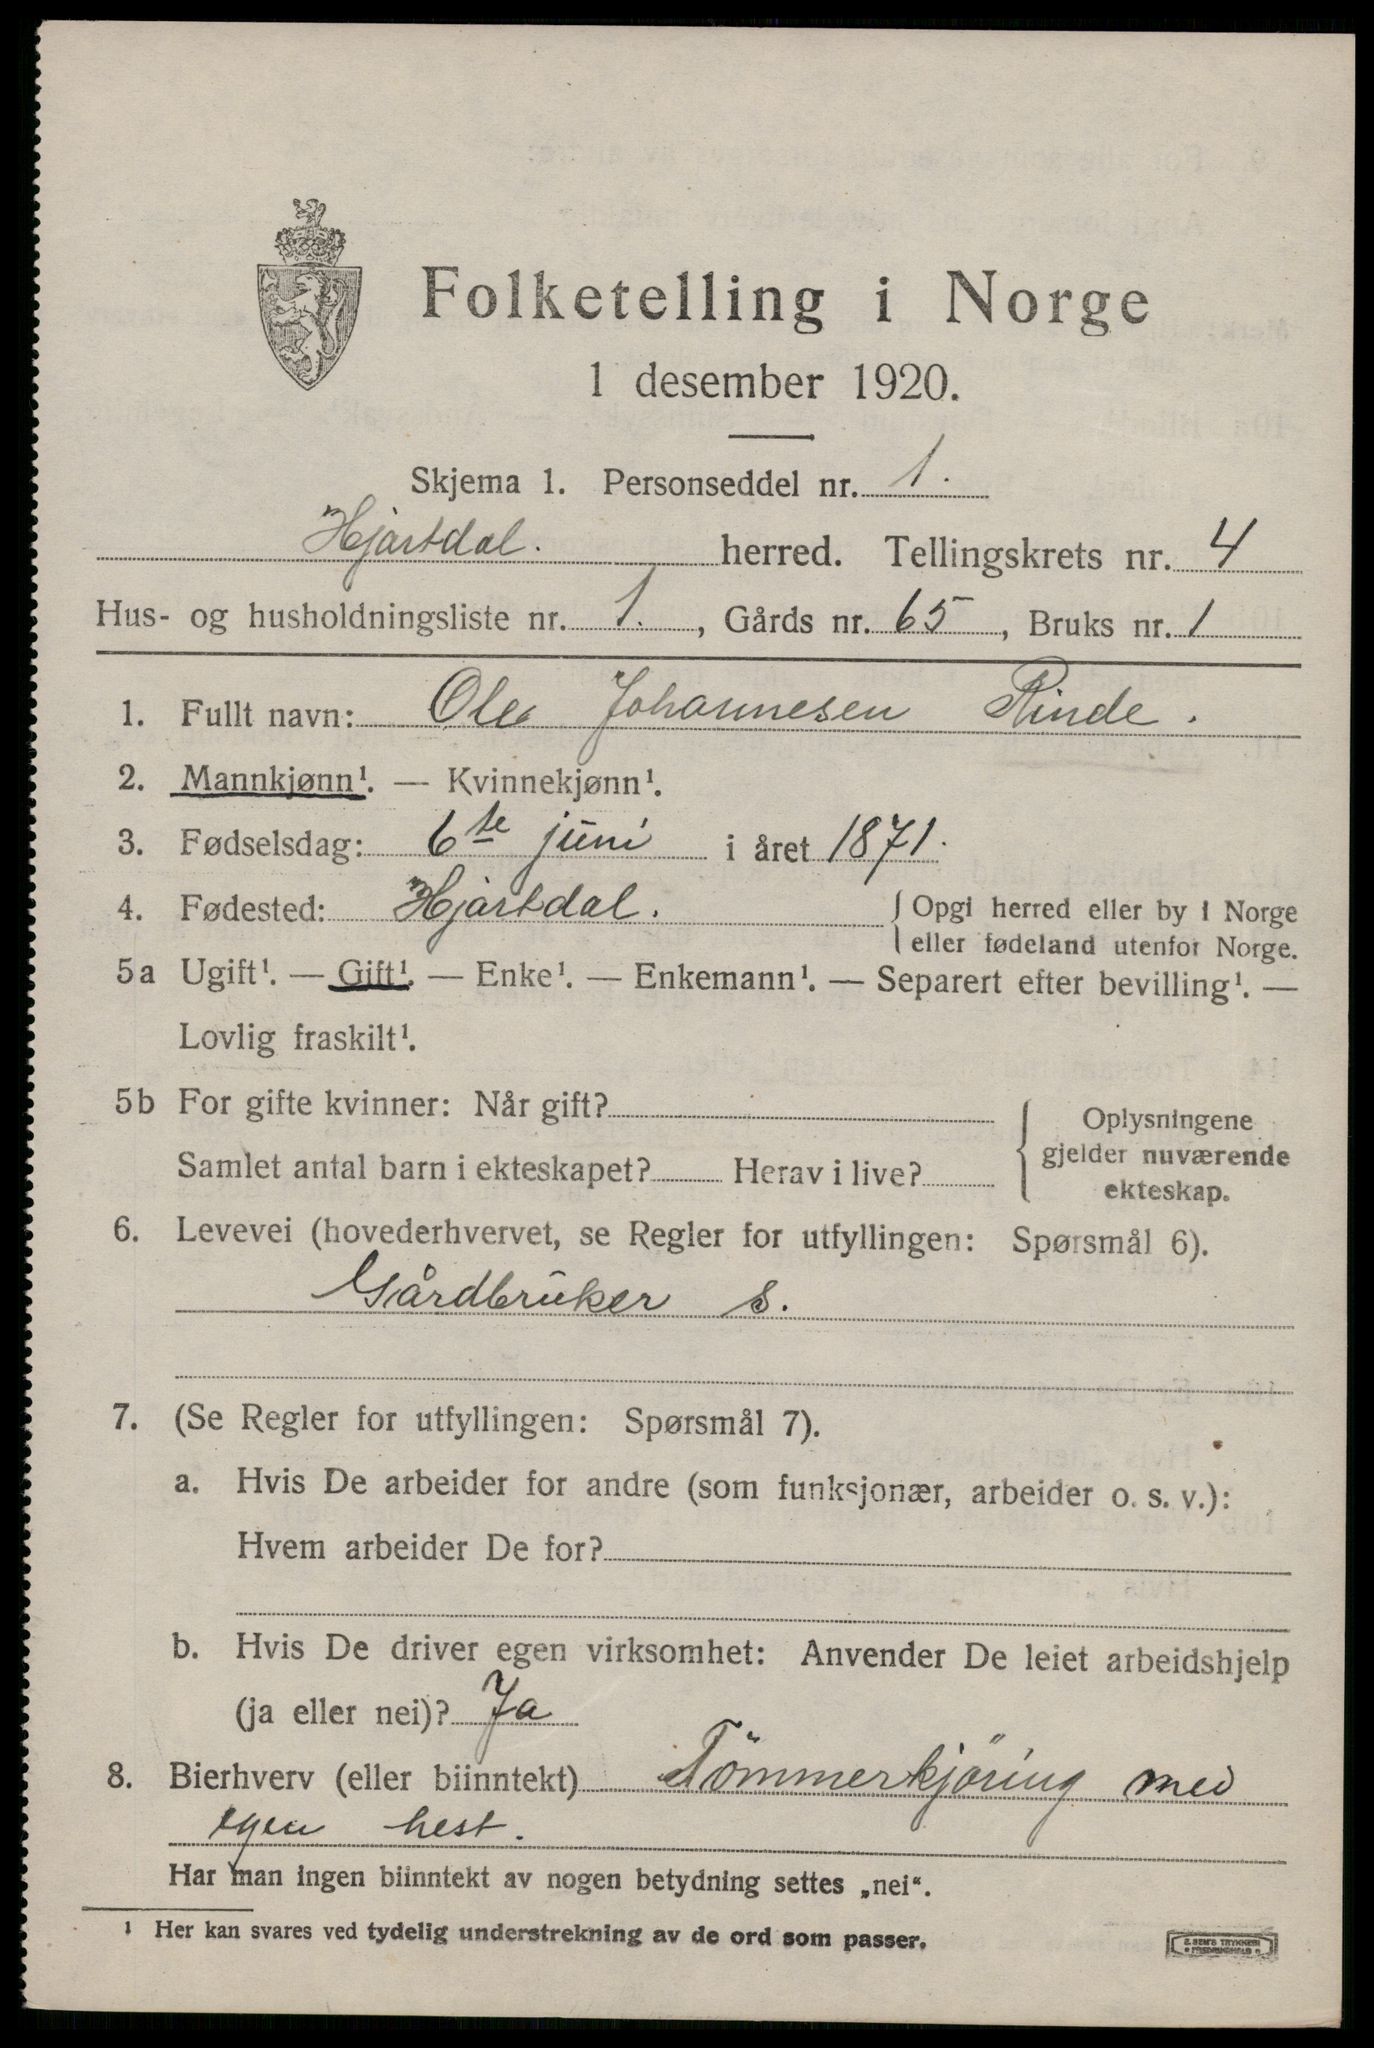 Folketelling i Norge
1 desember 1920.
Skjema 1. Personseddel nr. 1.
Hjartdal. herred. Tellingskrets nr. 4
Hus- og husholdningsliste nr. 1., Gårds nr. 65, Bruks nr. 1
1. Fullt navn: Ole Johannesen Rinde.
2. Mannkjønn¹. — Kvinnekjønn¹.
3. Fødselsdag: 6te juni i året 1871.
4. Fødested: Hjartdal. { Opgi herred eller by i Norge
eller fødeland utenfor Norge.
5a Ugift¹. — Gift¹. — Enke¹. — Enkemann¹. — Separert efter bevilling¹. —
Lovlig fraskilt¹.
5b For gifte kvinner: Når gift?
Samlet antal barn i ekteskapet? Herav i live?
{ Oplysningene
gjelder nuværende
ekteskap.
6. Levevei (hovederhvervet, se Regler for utfyllingen: Spørsmål 6).
Gårdbruker s.
7. (Se Regler for utfyllingen: Spørsmål 7).
a. Hvis De arbeider for andre (som funksjonær, arbeider o. s. v.):
Hvem arbeider De for?
b. Hvis De driver egen virksomhet: Anvender De leiet arbeidshjelp
(ja eller nei)? Ja
8. Bierhverv (eller biinntekt) Tömmerkjöring med
egen hest.
Har man ingen biinntekt av nogen betydning settes „nei“.
¹ Her kan svares ved tydelig understrekning av de ord som passer.
E. SEM'S TRYKKERI
FREDRIKSHALD